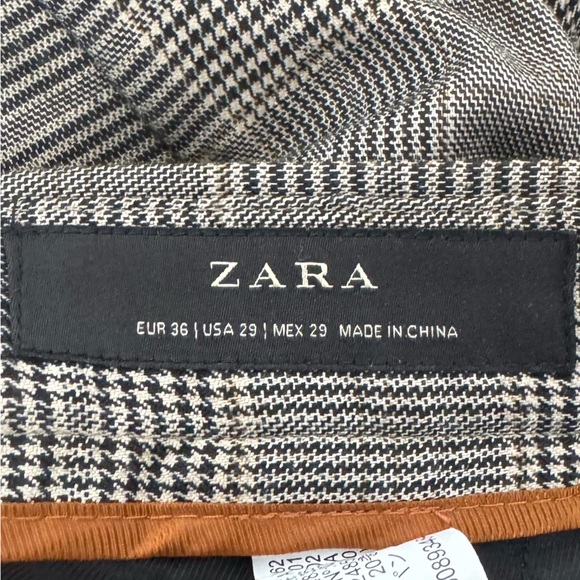 ZARA
EUR 36 | USA 29 | MEX 29 MADE IN CHINA